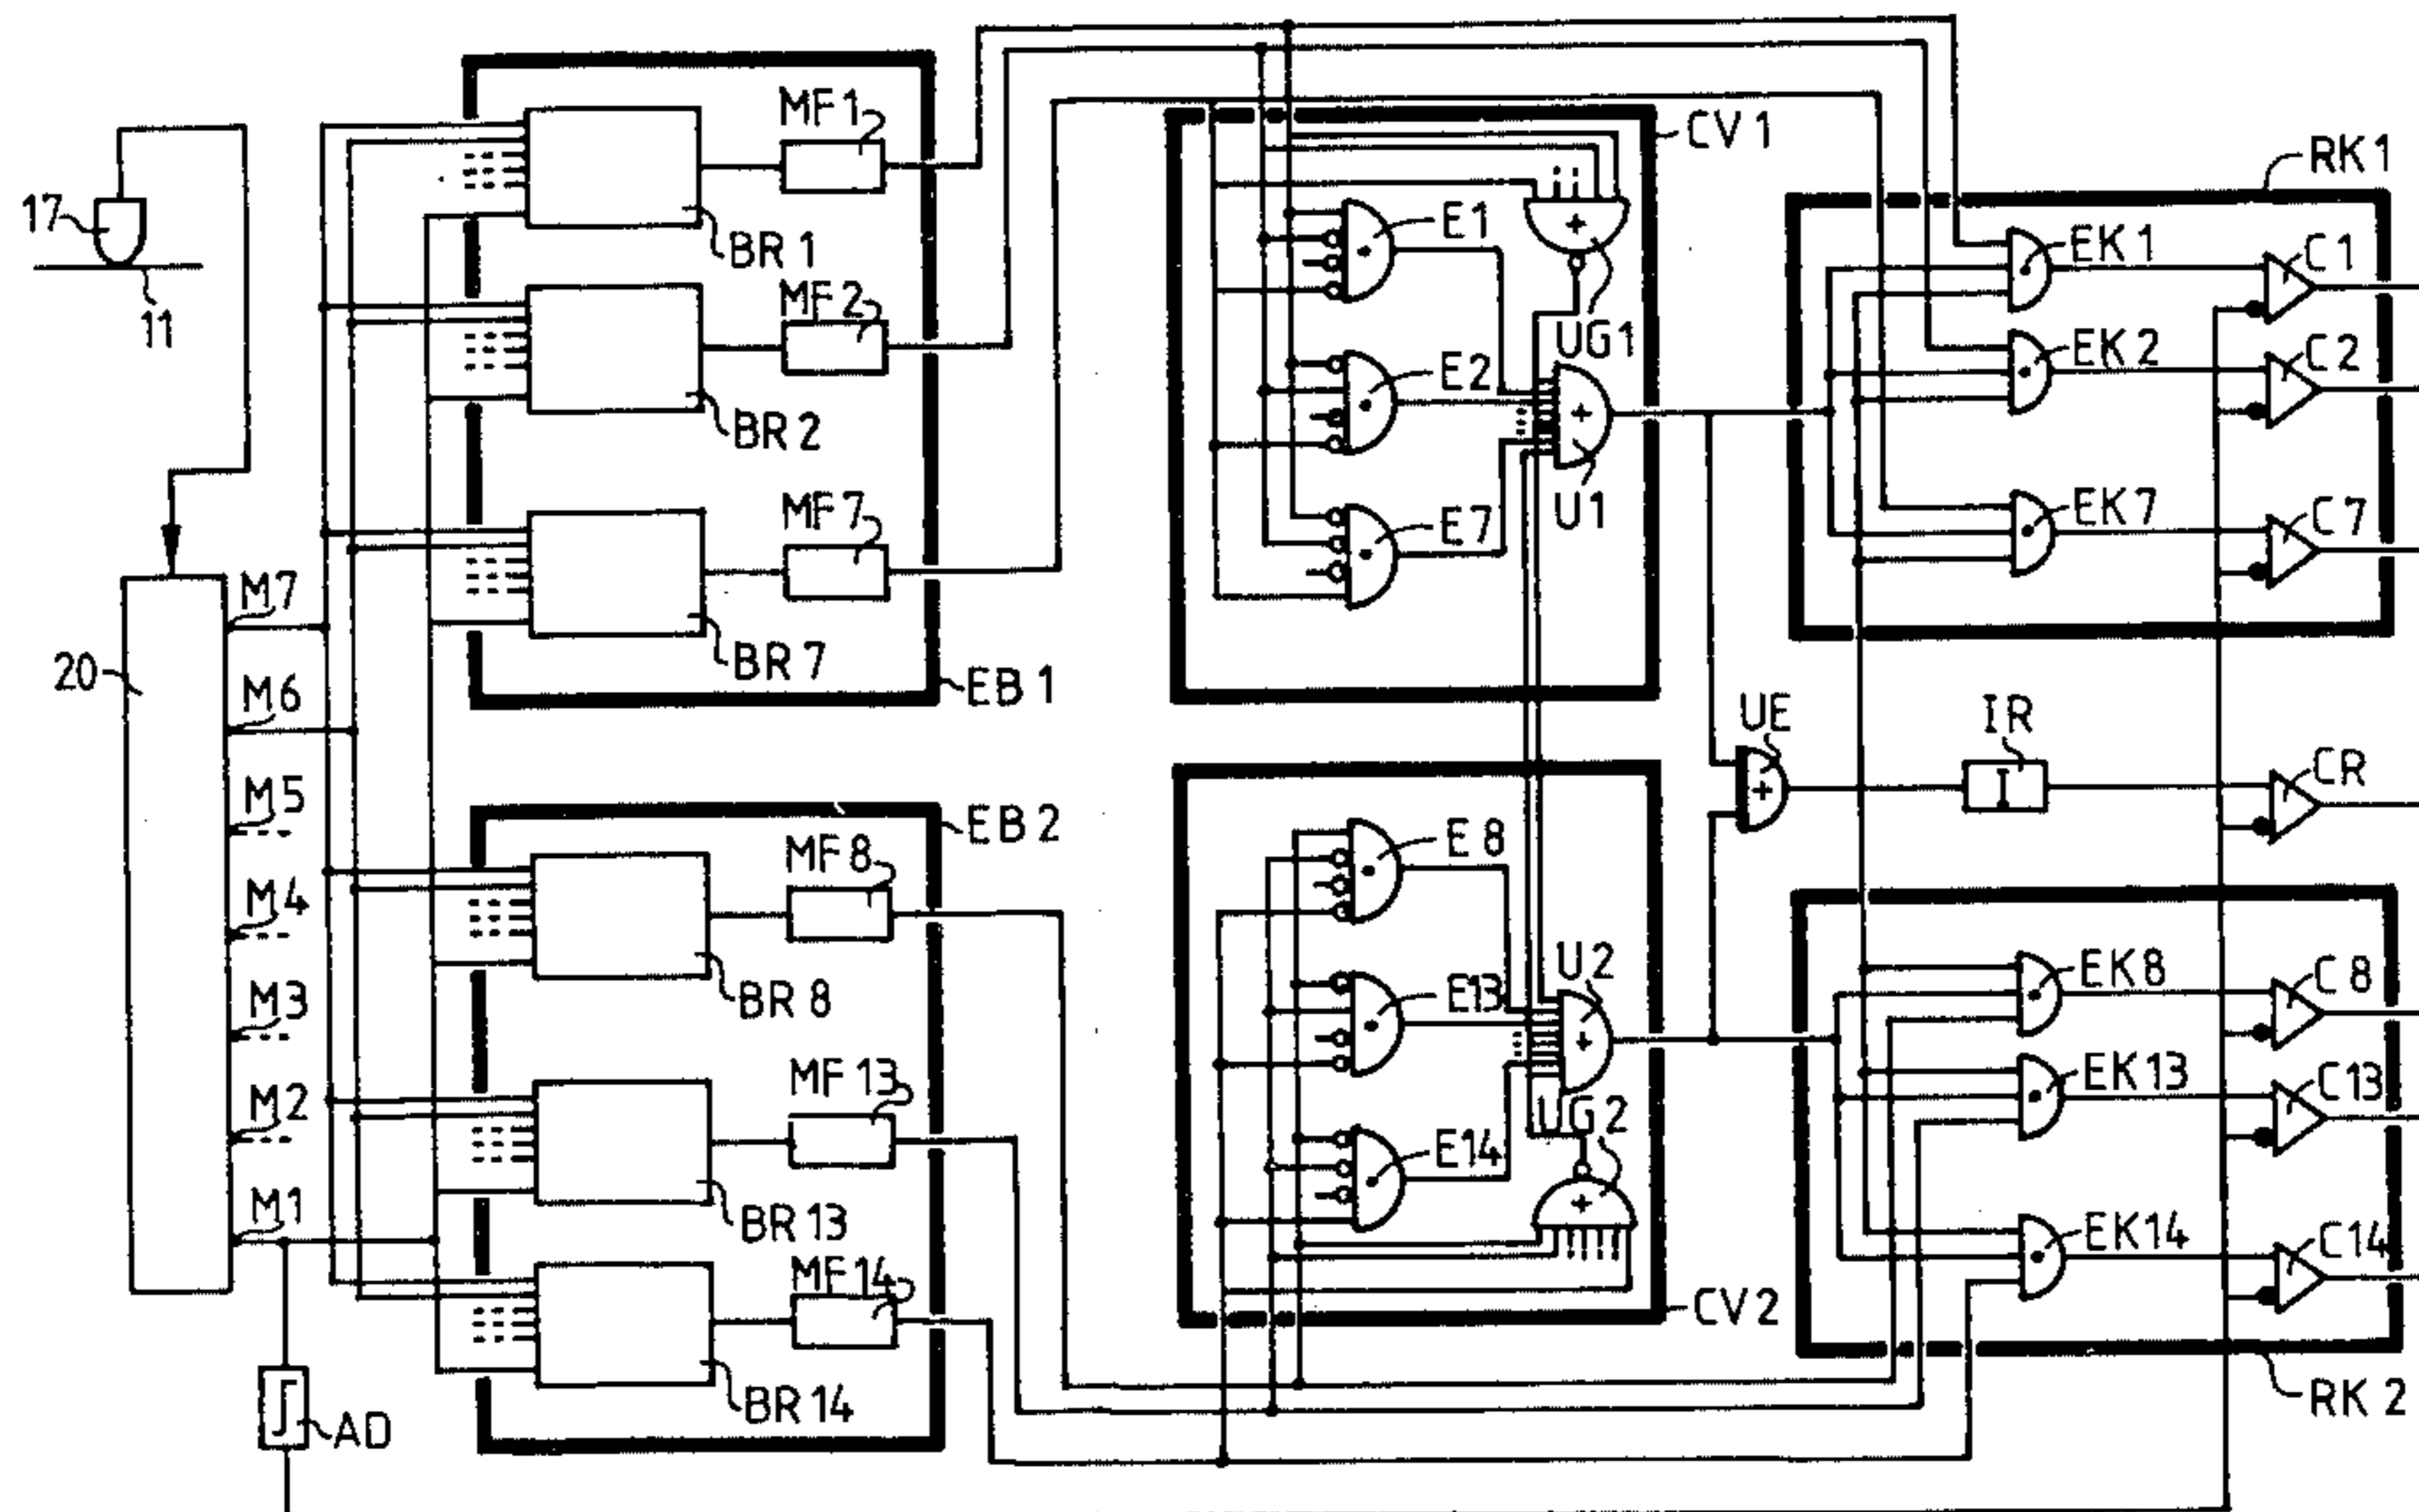 MF1
CV1
RK1
17
E1
EK1
C1
BR1
11
MF2
UG1
EK2
C2
E2
BR2
MF7
U1
EK7
C7
E7
M7
BR7
20
EB1
M6
UE
IR
CR
M5
EB2
MF8
E8
M4
U2
EK8
C8
E13
BR8
M3
MF13
EK13
C13
M2
UG2
E14
M1
BR13
EK14
C14
MF14
CV2
BR14
RK2
AD
+
+
+
+
+
I